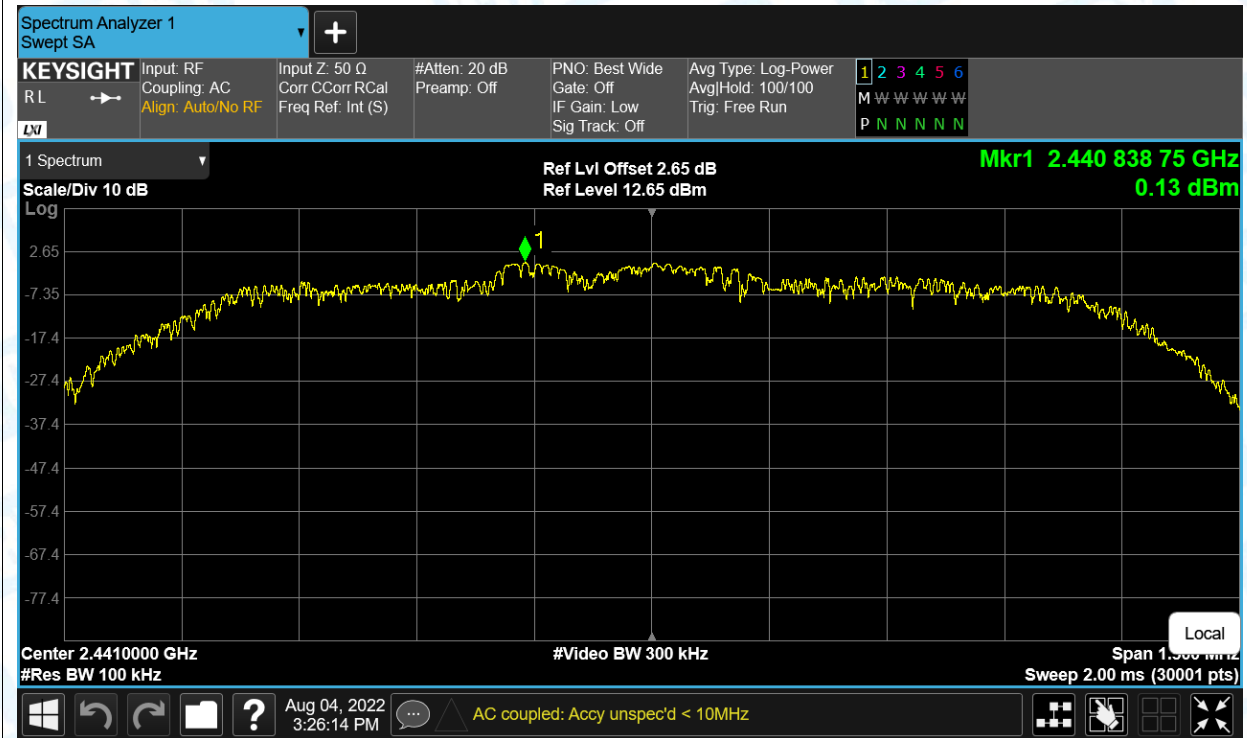 Spectrum Analyzer 1
Swept SA
KEYSIGHT
R L
LXI
Input: RF
Coupling: AC
Align: Auto/No RF
Input Z: 50 Ω
Corr CCorr RCal
Freq Ref: Int (S)
#Atten: 20 dB
Preamp: Off
PNO: Best Wide
Gate: Off
IF Gain: Low
Sig Track: Off
Avg Type: Log-Power
Avg|Hold: 100/100
Trig: Free Run
1 2 3 4 5 6
M W W W W W W
P N N N N N N
1 Spectrum
Scale/Div 10 dB
Log
Ref Lvl Offset 2.65 dB
Ref Level 12.65 dBm
Mkr1 2.440 838 75 GHz
0.13 dBm
1
2.65
-7.35
-17.4
-27.4
-37.4
-47.4
-57.4
-67.4
-77.4
Local
Center 2.4410000 GHz
#Video BW 300 kHz
Span
#Res BW 100 kHz
Sweep 2.00 ms (30001 pts)
?
Aug 04, 2022
3:26:14 PM
AC coupled: Accy unspec'd < 10MHz